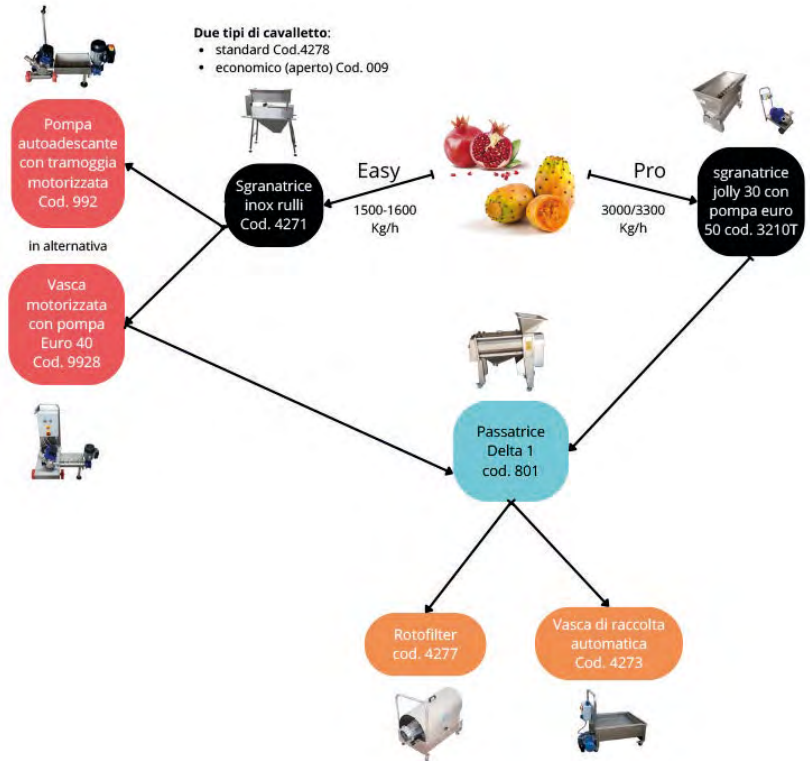 Due tipi di cavalletto:
• standard Cod.4278
• economico (aperto) Cod. 009
Pompa
autoadescante
con tramoggia
motorizzata
Cod. 992
in alternativa
Vasca
motorizzata
con pompa
Euro 40
Cod. 9928
Sgranatrice
inox rulli
Cod. 4271
Easy
1500-1600
Kg/h
Pro
3000/3300
Kg/h
sgranatrice
jolly 30 con
pompa euro
50 cod. 3210T
Passatrice
Delta 1
cod. 801
Rotofilter
cod. 4277
Vasca di raccolta
automatica
Cod. 4273